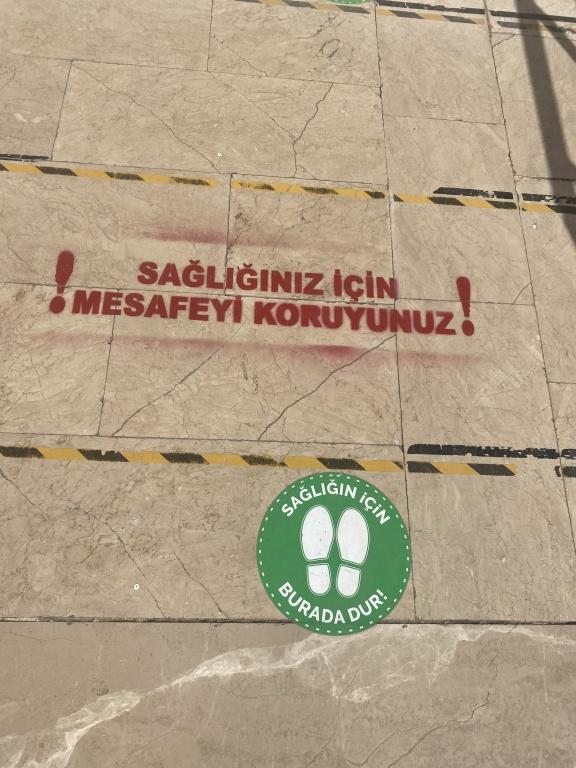 ! SAĞLIĞINIZ İÇİN !
MESAFEYİ KORUYUNUZ
SAĞLIĞIN İÇİN
BURADA DUR!